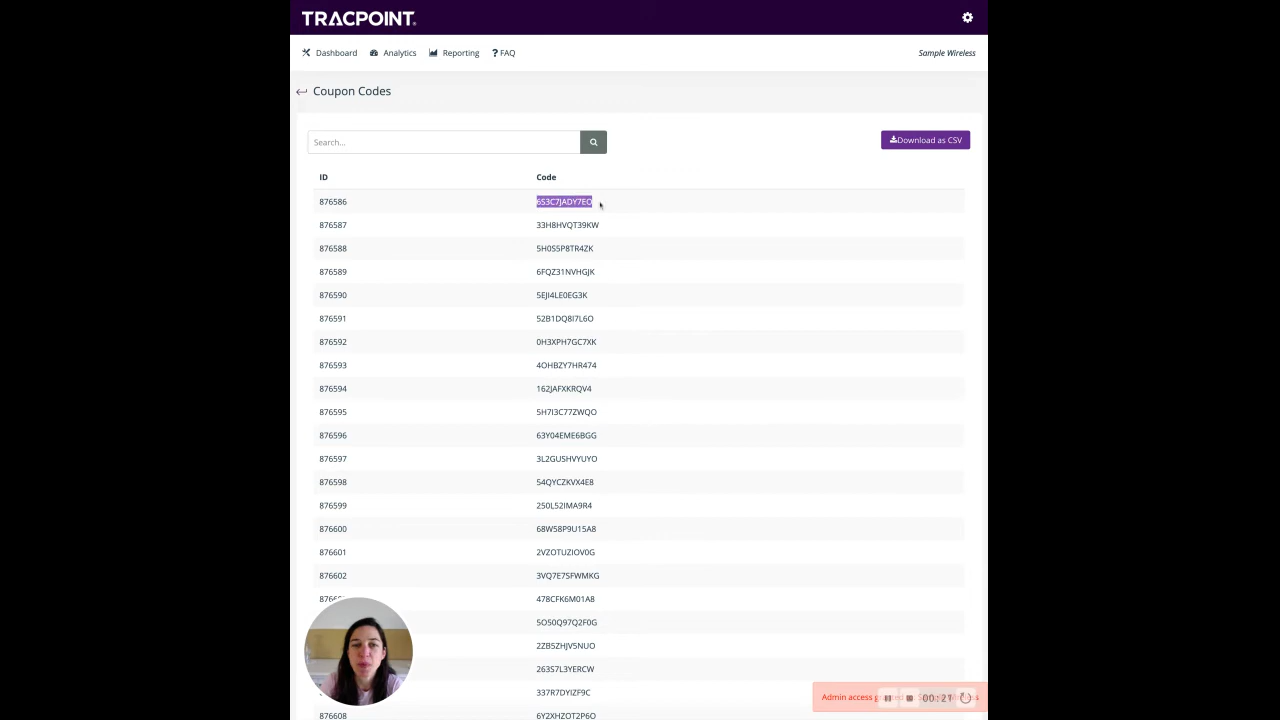 TRACPOINT.
Dashboard Analytics Reporting ? FAQ Sample Wireless
Coupon Codes
Search... Download as CSV
ID Code
876586 6S3C7JADY7EO
876587 33H8HVQT39KW
876588 5H0S5P8TR4ZK
876589 6FQZ31NVHGJK
876590 5EJI4LE0EG3K
876591 52B1DQ8I7L6O
876592 0H3XPH7GC7XK
876593 4OHBZY7HR474
876594 162JAFXKRQV4
876595 5H7I3C77ZWQO
876596 63Y04EME6BGG
876597 3L2GUSHVYUYO
876598 54QYCZKVX4E8
876599 250L52IMA9R4
876600 68W58P9U15A8
876601 2VZOTUZIOV0G
876602 3VQ7E7SFWMKG
478CFK6M01A8
5O50Q97Q2F0G
2ZB5ZHJV5NUO
263S7L3YERCW
337R7DYIZF9C
876608 6Y2XHZOT2P6O
Admin access 00:21